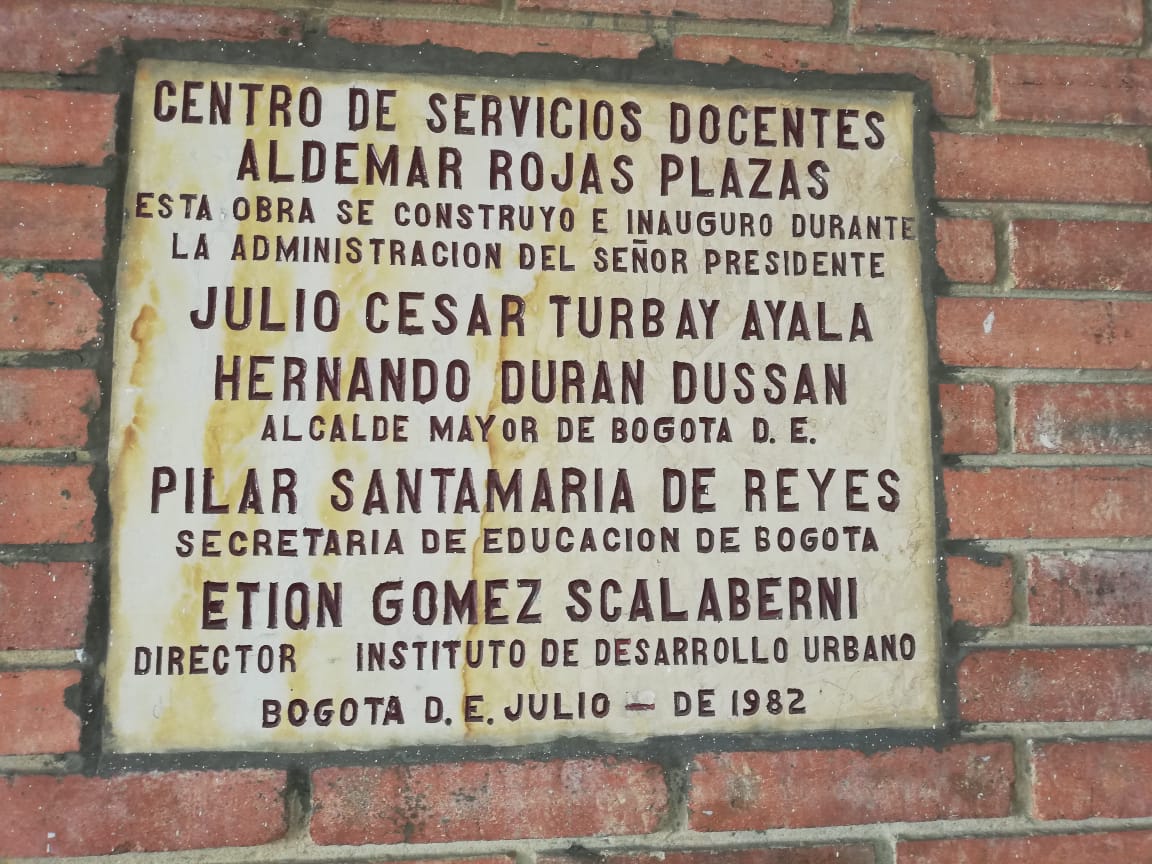 CENTRO DE SERVICIOS DOCENTES
ALDEMAR ROJAS PLAZAS
ESTA OBRA SE CONSTRUYO E INAUGURO DURANTE
LA ADMINISTRACION DEL SEÑOR PRESIDENTE
JULIO CESAR TURBAY AYALA
HERNANDO DURAN DUSSAN
ALCALDE MAYOR DE BOGOTA D. E.
PILAR SANTAMARIA DE REYES
SECRETARIA DE EDUCACION DE BOGOTA
ETION GOMEZ SCALABERNI
DIRECTOR INSTITUTO DE DESARROLLO URBANO
BOGOTA D. E. JULIO — DE 1982